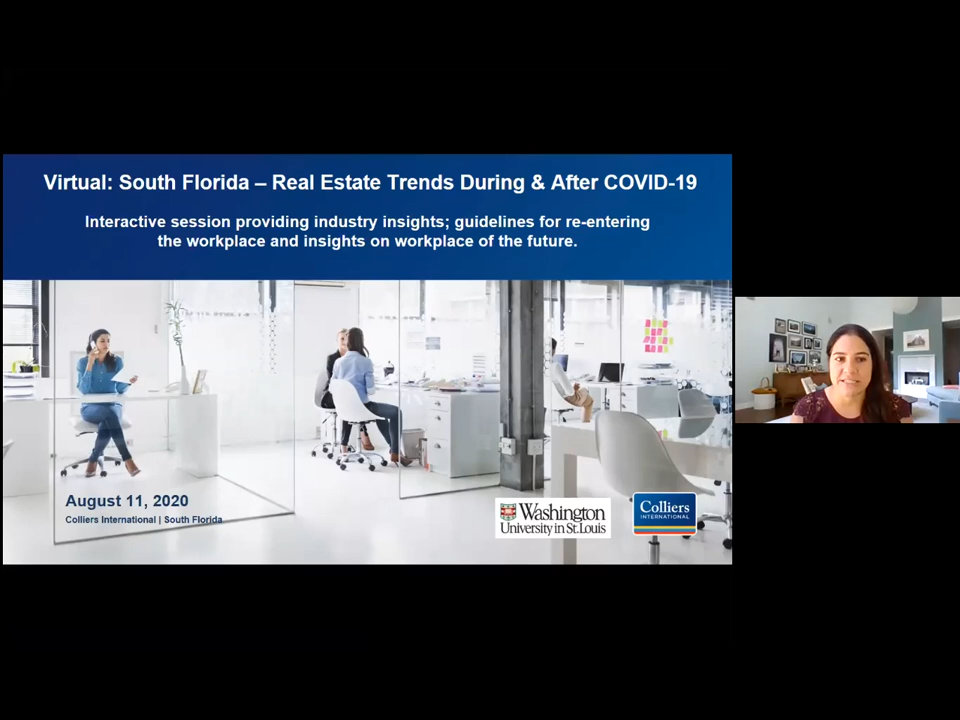 Virtual: South Florida – Real Estate Trends During & After COVID-19
Interactive session providing industry insights; guidelines for re-entering
the workplace and insights on workplace of the future.
August 11, 2020
Colliers International | South Florida
Washington
University in St. Louis
Colliers
INTERNATIONAL